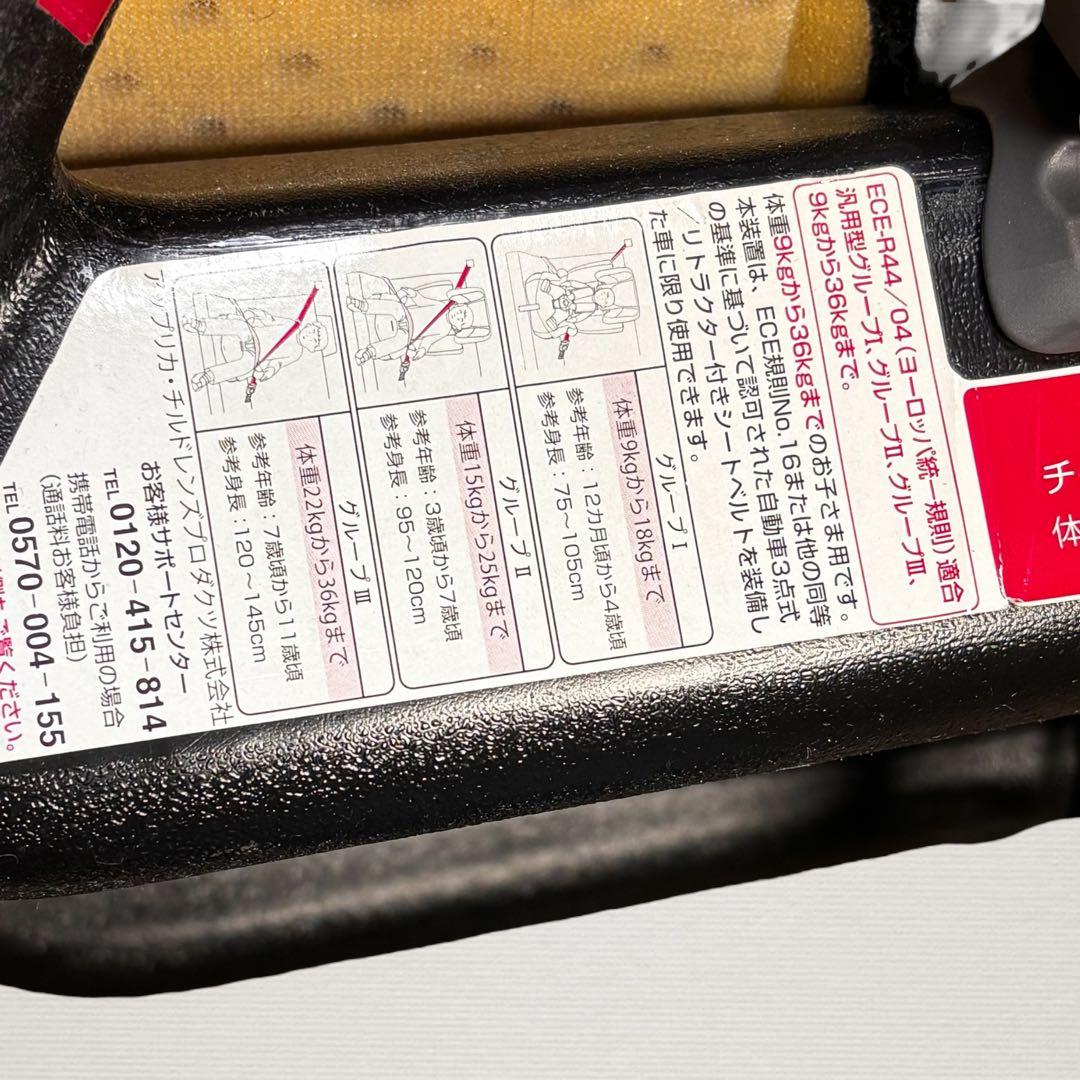 ECE-R44/04(ヨーロッパ統一規則)適合
汎用型グループⅠ、グループⅡ、グループⅢ、
9kgから36kgまで。
体重9kgから36kgまでのお子さま用です。
本装置は、ECE規則No.16または他の同等
の基準に基づいて認可された自動車3点式
/リトラクター付きシートベルトを装備し
た車に限り使用できます。
グループⅠ
体重9kgから18kgまで
参考年齢:12カ月頃から4歳頃
参考身長:75〜105cm
グループⅡ
体重15kgから25kgまで
参考年齢:3歳頃から7歳頃
参考身長:95〜120cm
グループⅢ
体重22kgから36kgまで
参考年齢:7歳頃から11歳頃
参考身長:120〜145cm
アップリカ・チルドレンズプロダクツ株式会社
お客様サポートセンター
TEL 0120-415-814
携帯電話からご利用の場合
(通話料お客様負担)
TEL 0570-004-155
ご覧ください。
チ
体